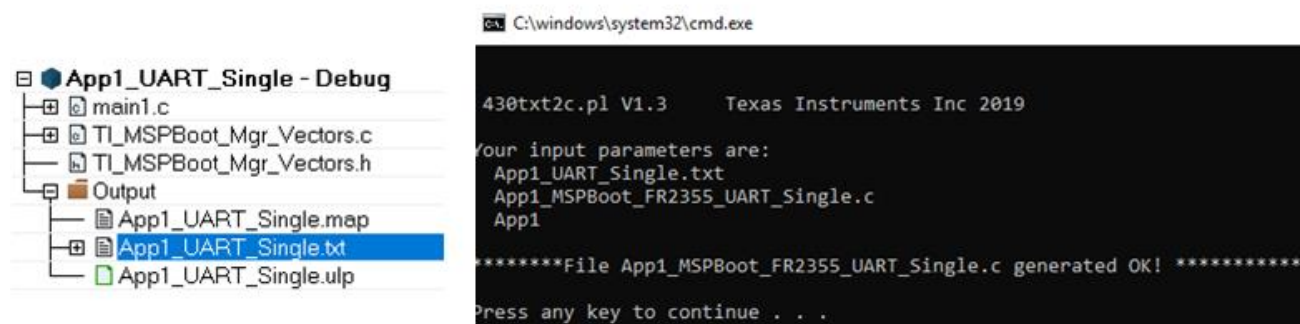 App1_UART_Single - Debug
main1.c
TI_MSPBoot_Mgr_Vectors.c
TI_MSPBoot_Mgr_Vectors.h
Output
App1_UART_Single.map
App1_UART_Single.txt
App1_UART_Single.ulp
C:\windows\system32\cmd.exe
430txt2c.pl V1.3 Texas Instruments Inc 2019
Your input parameters are:
App1_UART_Single.txt
App1_MSPBoot_FR2355_UART_Single.c
App1
********File App1_MSPBoot_FR2355_UART_Single.c generated OK! ***********
Press any key to continue . . .